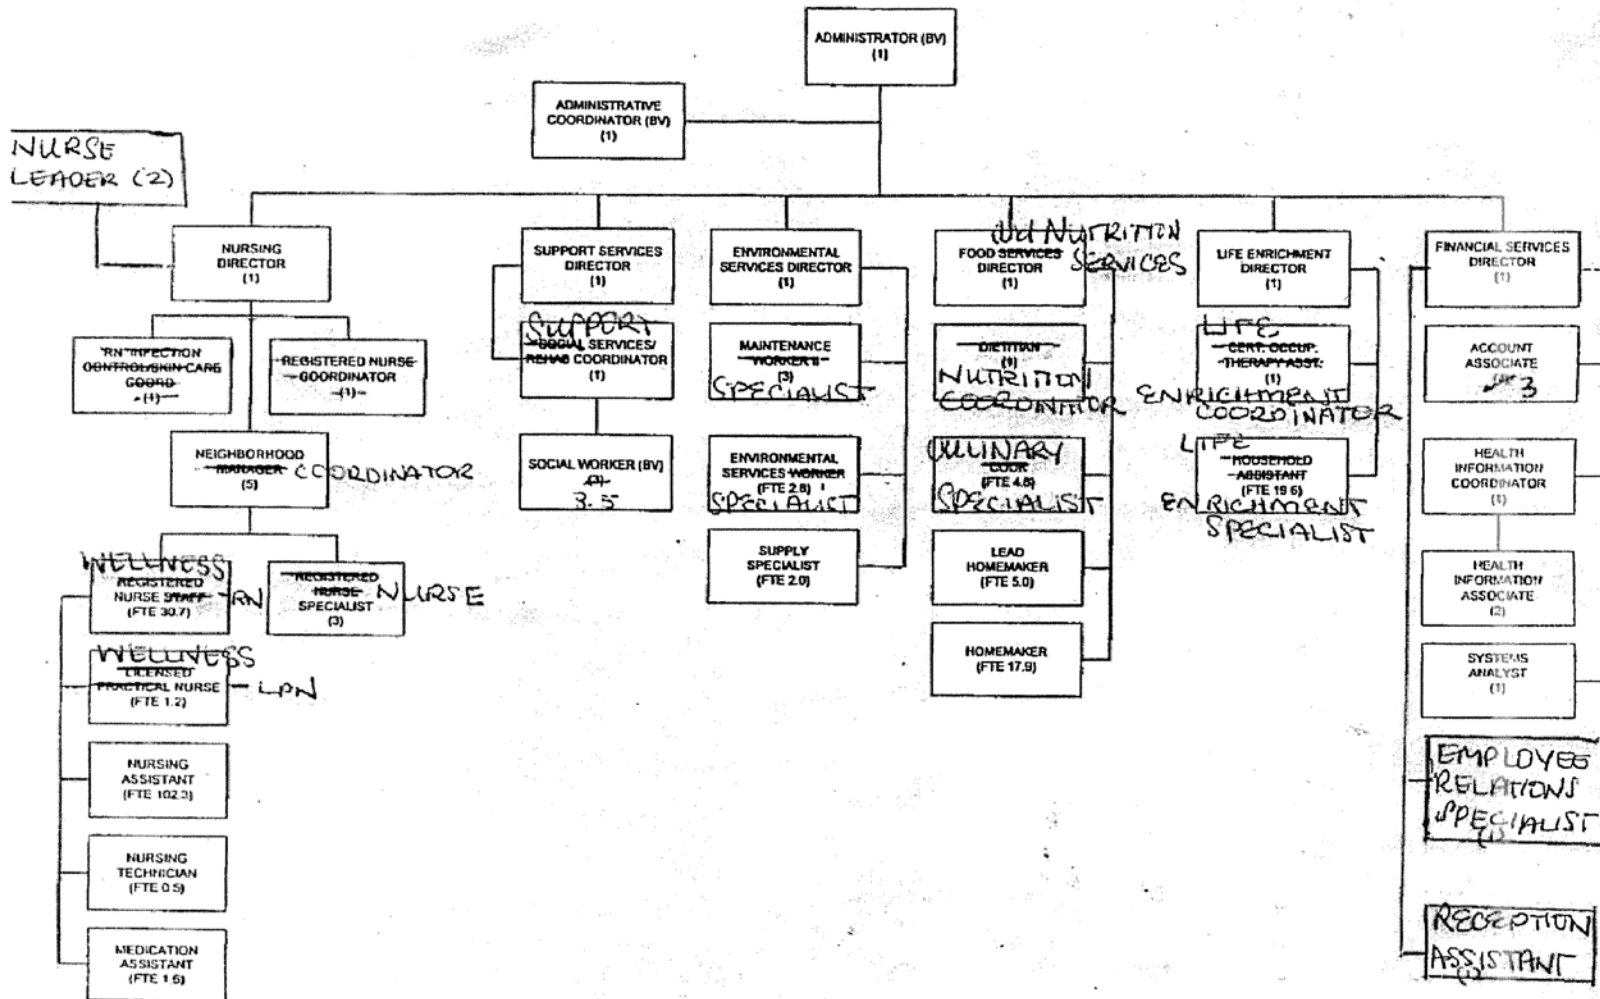 ADMINISTRATOR (BV)
(1)
ADMINISTRATIVE
COORDINATOR (BV)
(1)
NURSE
LEADER (2)
NURSING
DIRECTOR
(1)
RN INFECTION
CONTROL/SKIN CARE
COORD
(1)
REGISTERED NURSE
COORDINATOR
(1)
NEIGHBORHOOD
MANAGER COORDINATOR
(5)
WELLNESS
REGISTERED
NURSE STAFF RN
(FTE 30.7)
REGISTERED
NURSE NURSE
SPECIALIST
(3)
WELLNESS
LICENSED
PRACTICAL NURSE LPN
(FTE 1.2)
NURSING
ASSISTANT
(FTE 102.3)
NURSING
TECHNICIAN
(FTE 0.5)
MEDICATION
ASSISTANT
(FTE 1.6)
SUPPORT SERVICES
DIRECTOR
(1)
SUPPORT
SOCIAL SERVICES/
REHAB COORDINATOR
(1)
SOCIAL WORKER (BV)
3.5
ENVIRONMENTAL
SERVICES DIRECTOR
(1)
MAINTENANCE
WORKER II
(3)
SPECIALIST
ENVIRONMENTAL
SERVICES WORKER
(FTE 2.8)
SPECIALIST
SUPPLY
SPECIALIST
(FTE 2.0)
NUTRITION
FOOD SERVICES SERVICES
DIRECTOR
(1)
DIETITIAN
(1)
NUTRITION
COORDINATOR
CULINARY
COOK
(FTE 4.8)
SPECIALIST
LEAD
HOMEMAKER
(FTE 5.0)
HOMEMAKER
(FTE 17.9)
LIFE ENRICHMENT
DIRECTOR
(1)
LIFE
CERT. OCCUP.
THERAPY ASST.
(1)
ENRICHMENT
COORDINATOR
LIFE
HOUSEHOLD
ASSISTANT
(FTE 19.6)
ENRICHMENT
SPECIALIST
FINANCIAL SERVICES
DIRECTOR
(1)
ACCOUNT
ASSOCIATE
3
HEALTH
INFORMATION
COORDINATOR
(1)
HEALTH
INFORMATION
ASSOCIATE
(2)
SYSTEMS
ANALYST
(1)
EMPLOYEE
RELATIONS
SPECIALIST
(1)
RECEPTION
ASSISTANT
(1)